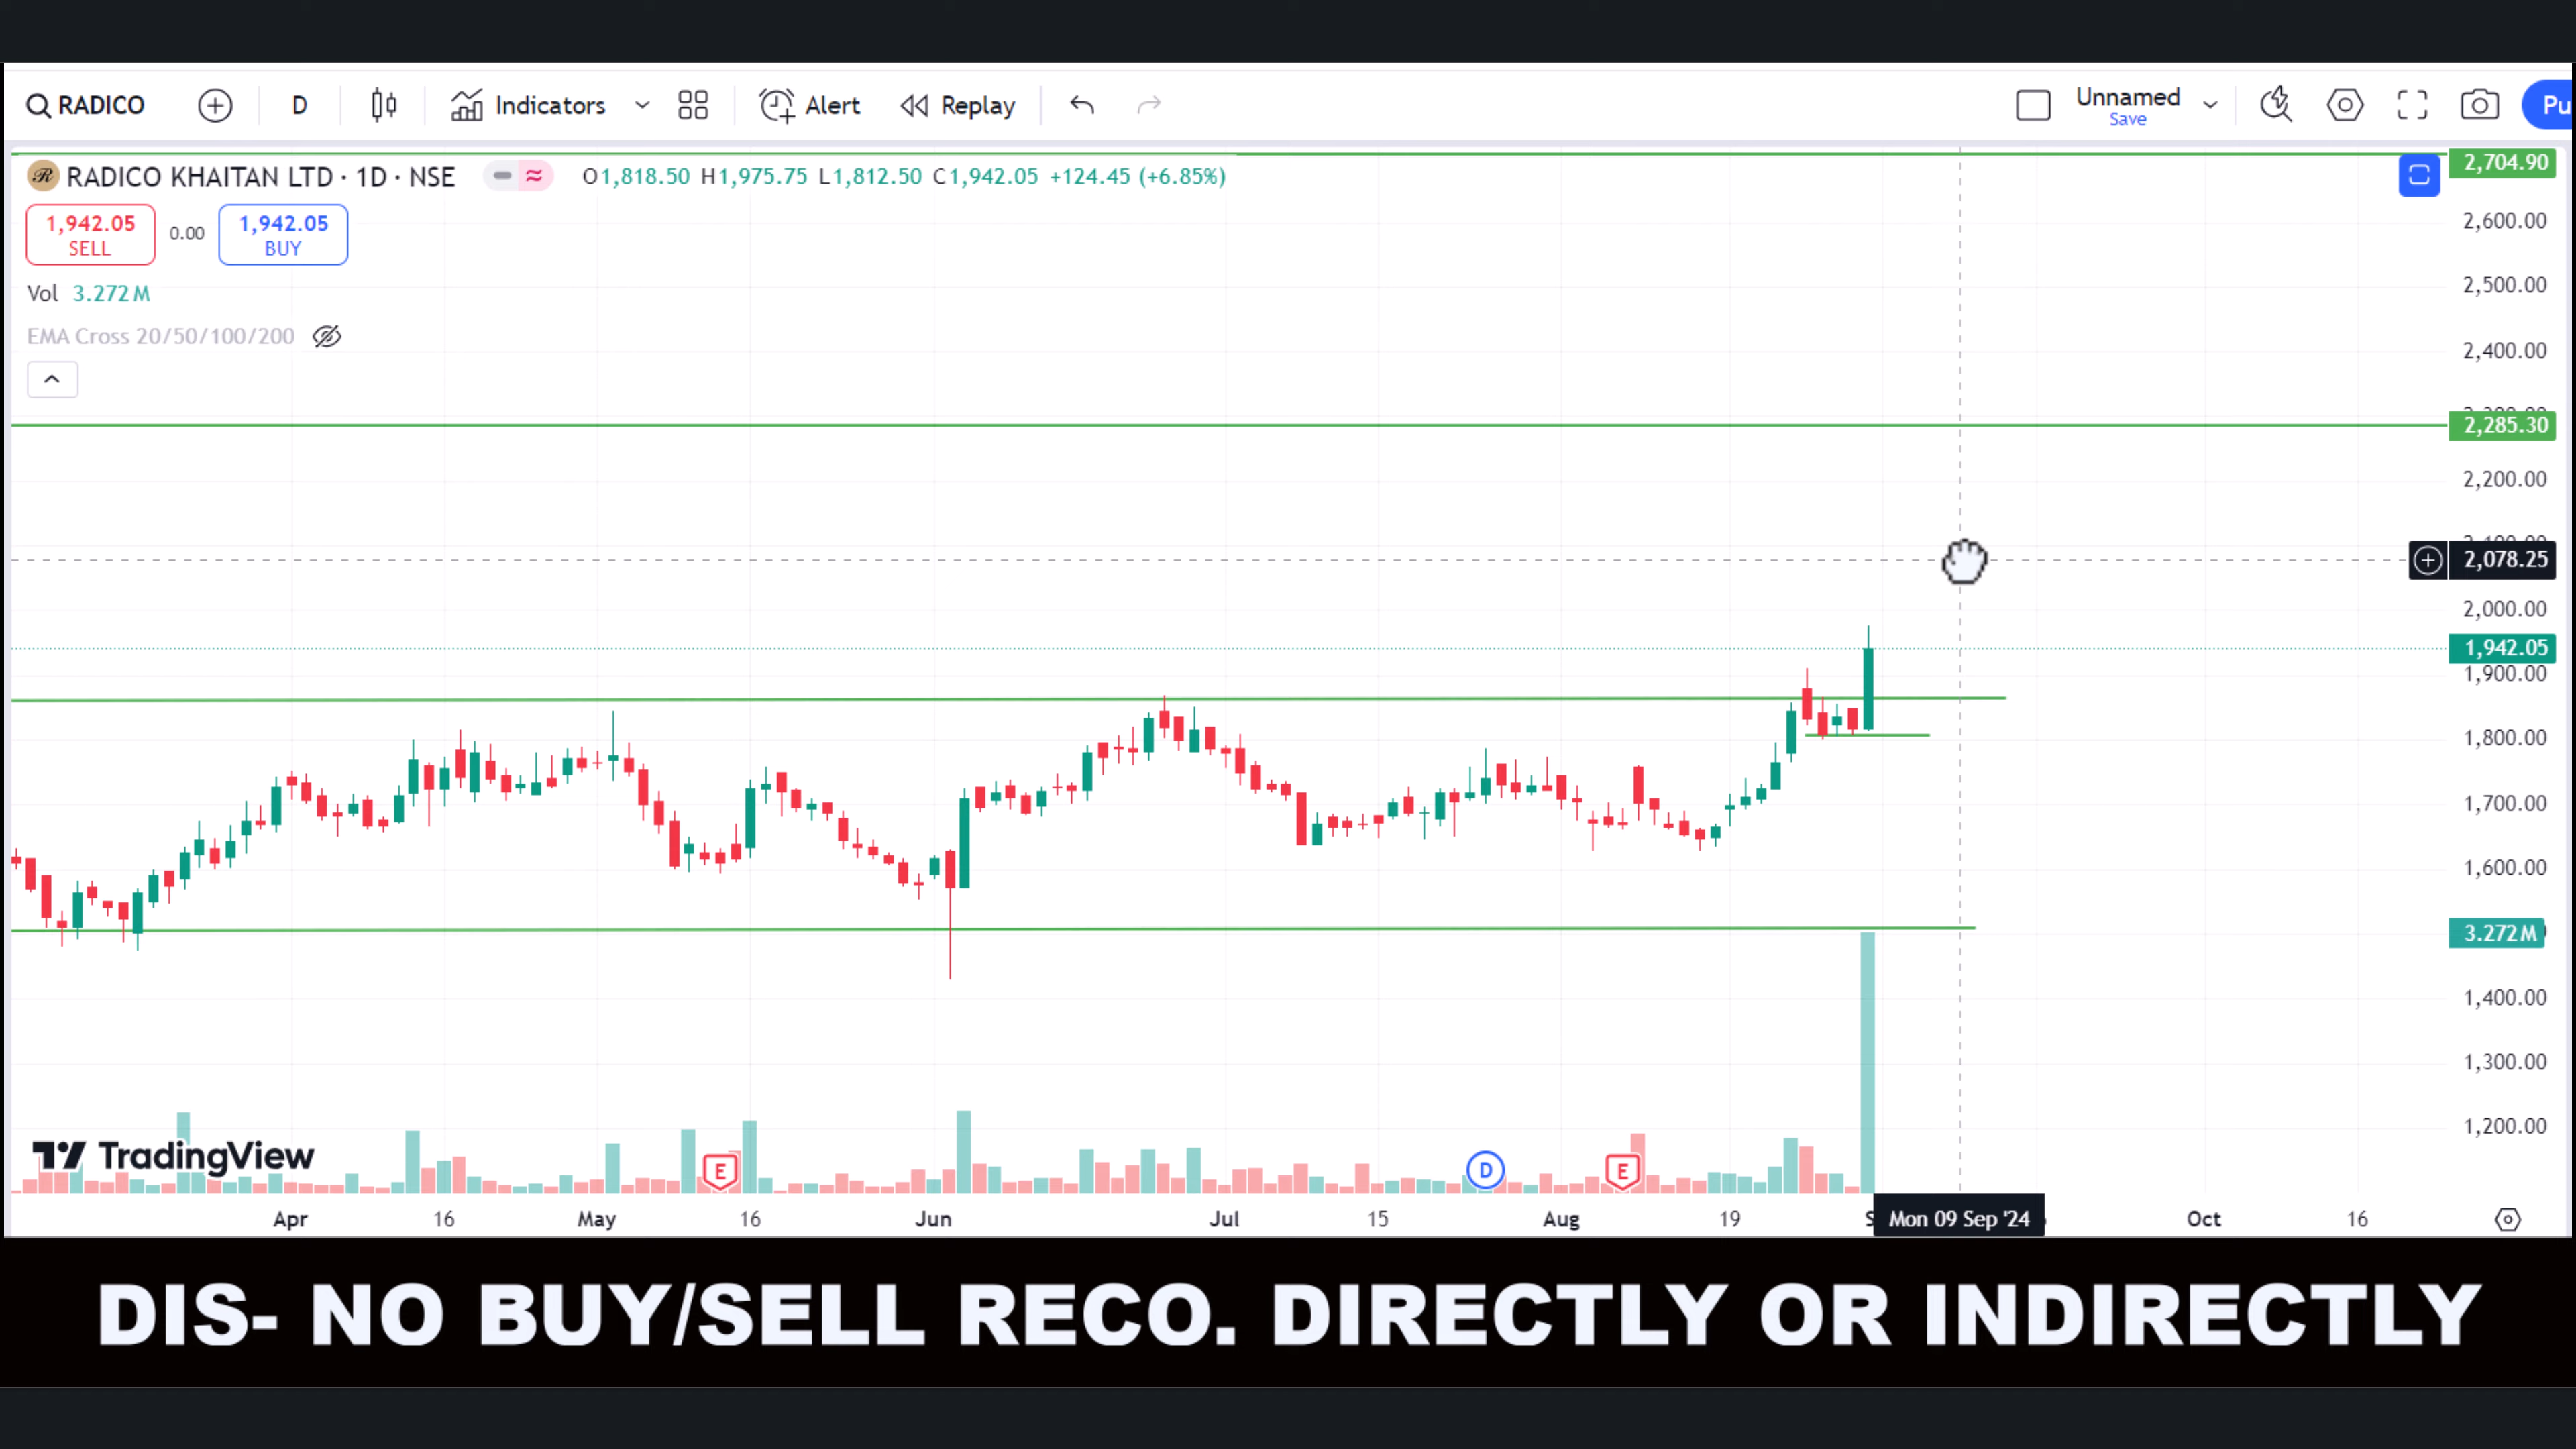 RADICO D Indicators Alert Replay Unnamed Pu
Save
RADICO KHAITAN LTD · 1D · NSE O1,818.50 H1,975.75 L1,812.50 C1,942.05 +124.45 (+6.85%)
1,942.05 0.00 1,942.05
SELL BUY
Vol 3.272 M
EMA Cross 20/50/100/200
2,704.90
2,600.00
2,500.00
2,400.00
2,285.30
2,200.00
2,078.25
2,000.00
1,942.05
1,900.00
1,800.00
1,700.00
1,600.00
3.272 M
1,400.00
1,300.00
1,200.00
TradingView
E D E
Apr 16 May 16 Jun Jul 15 Aug 19 S Mon 09 Sep '24 Oct 16
DIS- NO BUY/SELL RECO. DIRECTLY OR INDIRECTLY